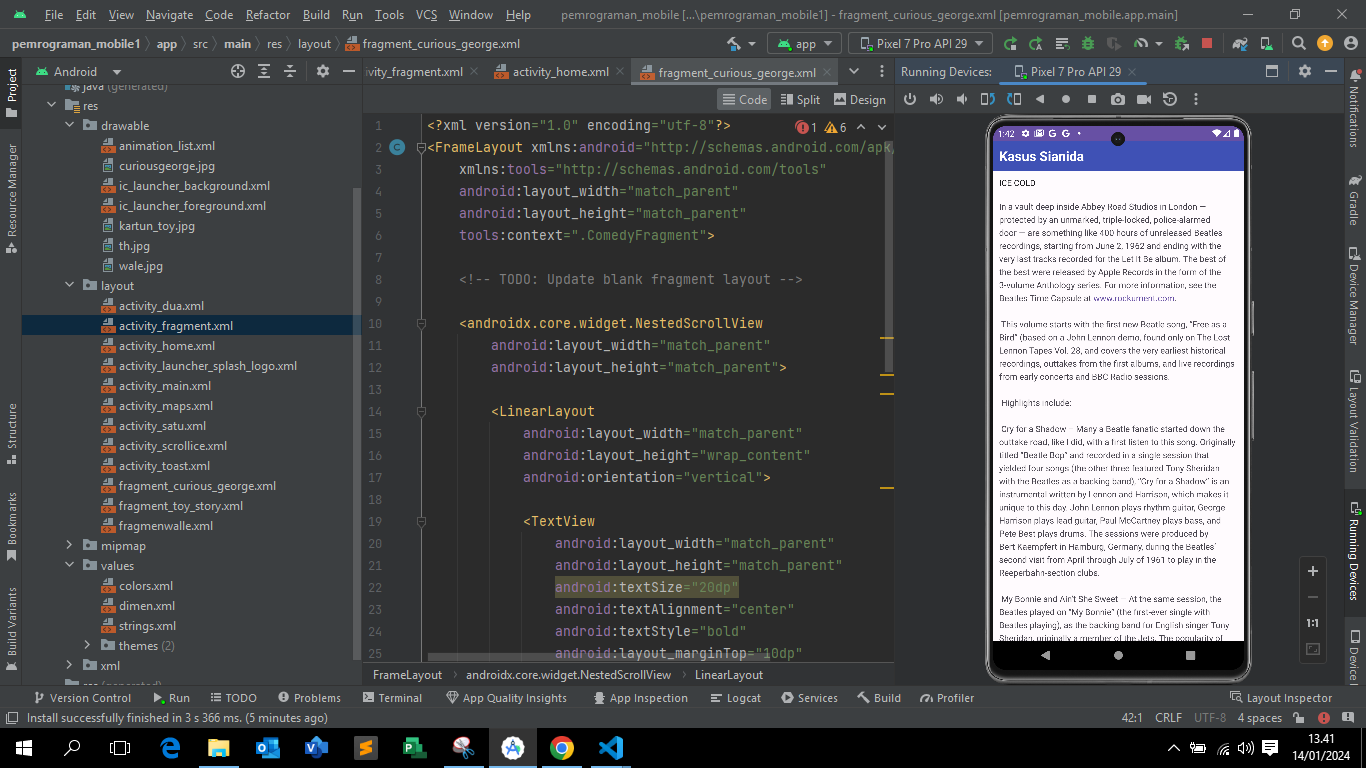 File Edit View Navigate Code Refactor Build Run Tools VCS Window Help pemrograman_mobile [...\pemrograman_mobile1] - fragment_curious_george.xml [pemrograman_mobile.app.main]
pemrograman_mobile1 app src main res layout fragment_curious_george.xml app Pixel 7 Pro API 29
Project
Resource Manager
Structure
Bookmarks
Build Variants
Android
java (generated)
res
drawable
animation_list.xml
curiousgeorge.jpg
ic_launcher_background.xml
ic_launcher_foreground.xml
kartun_toy.jpg
th.jpg
wale.jpg
layout
activity_dua.xml
activity_fragment.xml
activity_home.xml
activity_launcher_splash_logo.xml
activity_main.xml
activity_maps.xml
activity_satu.xml
activity_scrollice.xml
activity_toast.xml
fragment_curious_george.xml
fragment_toy_story.xml
fragmenwalle.xml
mipmap
values
colors.xml
dimen.xml
strings.xml
themes (2)
xml
res (generated)
ivity_fragment.xml activity_home.xml fragment_curious_george.xml
Code Split Design
1 6
1 <?xml version="1.0" encoding="utf-8"?>
2 <FrameLayout xmlns:android="http://schemas.android.com/apk/
3 xmlns:tools="http://schemas.android.com/tools"
4 android:layout_width="match_parent"
5 android:layout_height="match_parent"
6 tools:context=".ComedyFragment">
7
8 <!-- TODO: Update blank fragment layout -->
9
10 <androidx.core.widget.NestedScrollView
11 android:layout_width="match_parent"
12 android:layout_height="match_parent">
13
14 <LinearLayout
15 android:layout_width="match_parent"
16 android:layout_height="wrap_content"
17 android:orientation="vertical">
18
19 <TextView
20 android:layout_width="match_parent"
21 android:layout_height="match_parent"
22 android:textSize="20dp"
23 android:textAlignment="center"
24 android:textStyle="bold"
25 android:layout_marginTop="10dp"
FrameLayout androidx.core.widget.NestedScrollView LinearLayout
Running Devices: Pixel 7 Pro API 29
1:42 G G
Kasus Sianida
ICE COLD
In a vault deep inside Abbey Road Studios in London —
protected by an unmarked, triple-locked, police-alarmed
door — are something like 400 hours of unreleased Beatles
recordings, starting from June 2, 1962 and ending with the
very last tracks recorded for the Let It Be album. The best of
the best were released by Apple Records in the form of the
3-volume Anthology series. For more information, see the
Beatles Time Capsule at www.rockument.com.
This volume starts with the first new Beatle song, “Free as a
Bird” (based on a John Lennon demo, found only on The Lost
Lennon Tapes Vol. 28, and covers the very earliest historical
recordings, outtakes from the first albums, and live recordings
from early concerts and BBC Radio sessions.
Highlights include:
Cry for a Shadow – Many a Beatle fanatic started down the
outtake road, like I did, with a first listen to this song. Originally
titled “Beatle Bop” and recorded in a single session that
yielded four songs (the other three featured Tony Sheridan
with the Beatles as a backing band), “Cry for a Shadow” is an
instrumental written by Lennon and Harrison, which makes it
unique to this day. John Lennon plays rhythm guitar, George
Harrison plays lead guitar, Paul McCartney plays bass, and
Pete Best plays drums. The sessions were produced by
Bert Kaempfert in Hamburg, Germany, during the Beatles’
second visit from April through July of 1961 to play in the
Reeperbahn-section clubs.
My Bonnie and Ain't She Sweet – At the same session, the
Beatles played on “My Bonnie” (the first-ever single with
Beatles playing), as the backing band for English singer Tony
Sheridan, originally a member of the Jets. The popularity of
1:1
Notifications
Gradle
Device Manager
Layout Validation
Running Devices
Device
Version Control Run TODO Problems Terminal App Quality Insights App Inspection Logcat Services Build Profiler Layout Inspector
Install successfully finished in 3 s 366 ms. (5 minutes ago) 42:1 CRLF UTF-8 4 spaces
13.41
14/01/2024